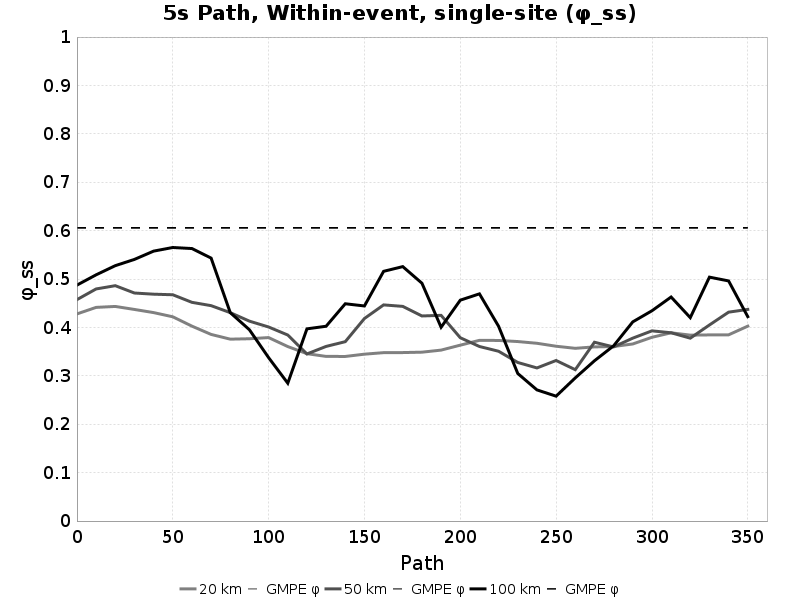 5s Path, Within-event, single-site (φ_ss)
1
0.9
0.8
0.7
0.6
0.5
0.4
0.3
0.2
0.1
0
φ_ss
0 50 100 150 200 250 300 350
Path
20 km GMPE φ 50 km GMPE φ 100 km GMPE φ